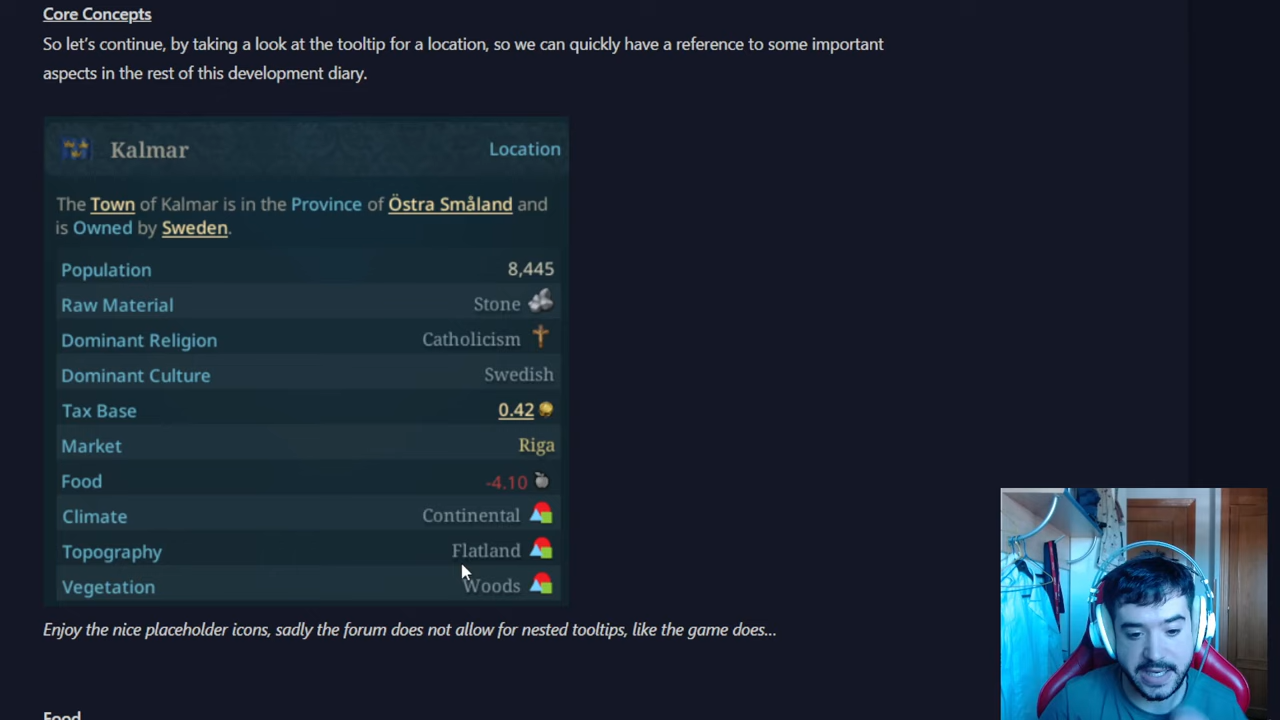 Core Concepts
So let's continue, by taking a look at the tooltip for a location, so we can quickly have a reference to some important
aspects in the rest of this development diary.
Kalmar Location
The Town of Kalmar is in the Province of Östra Småland and
is Owned by Sweden.
Population 8,445
Raw Material Stone
Dominant Religion Catholicism
Dominant Culture Swedish
Tax Base 0.42
Market Riga
Food -4.10
Climate Continental
Topography Flatland
Vegetation Woods
Enjoy the nice placeholder icons, sadly the forum does not allow for nested tooltips, like the game does...
Food